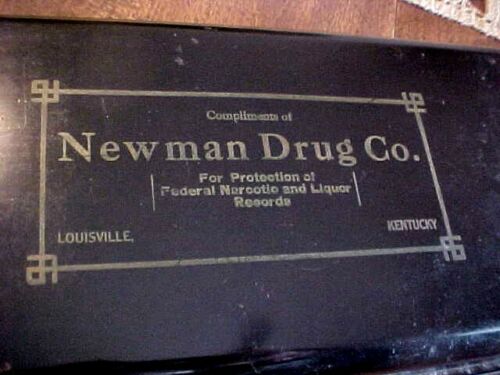 Compliments of
Newman Drug Co.
For Protection of
Federal Narcotic and Liquor
Records
LOUISVILLE, KENTUCKY